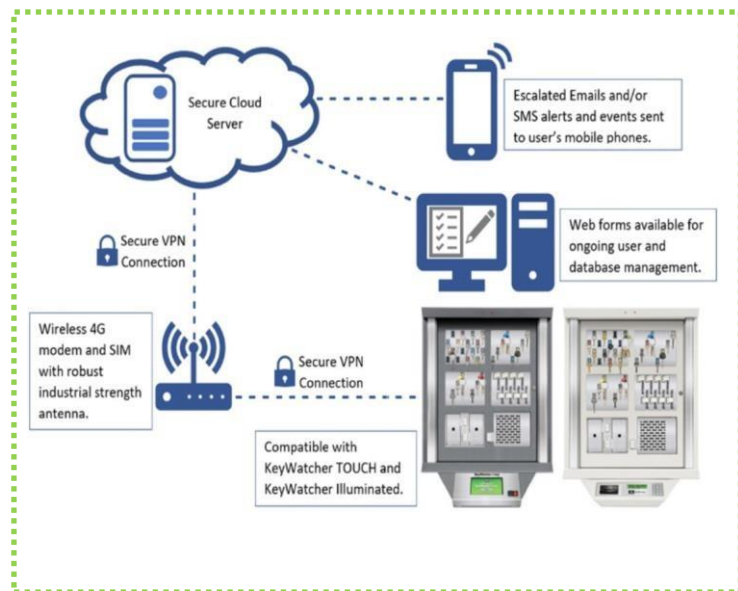 Secure Cloud
Server
Escalated Emails and/or
SMS alerts and events sent
to user's mobile phones.
Web forms available for
ongoing user and
database management.
Secure VPN
Connection
Wireless 4G
modem and SIM
with robust
industrial strength
antenna.
Secure VPN
Connection
Compatible with
KeyWatcher TOUCH and
KeyWatcher Illuminated.